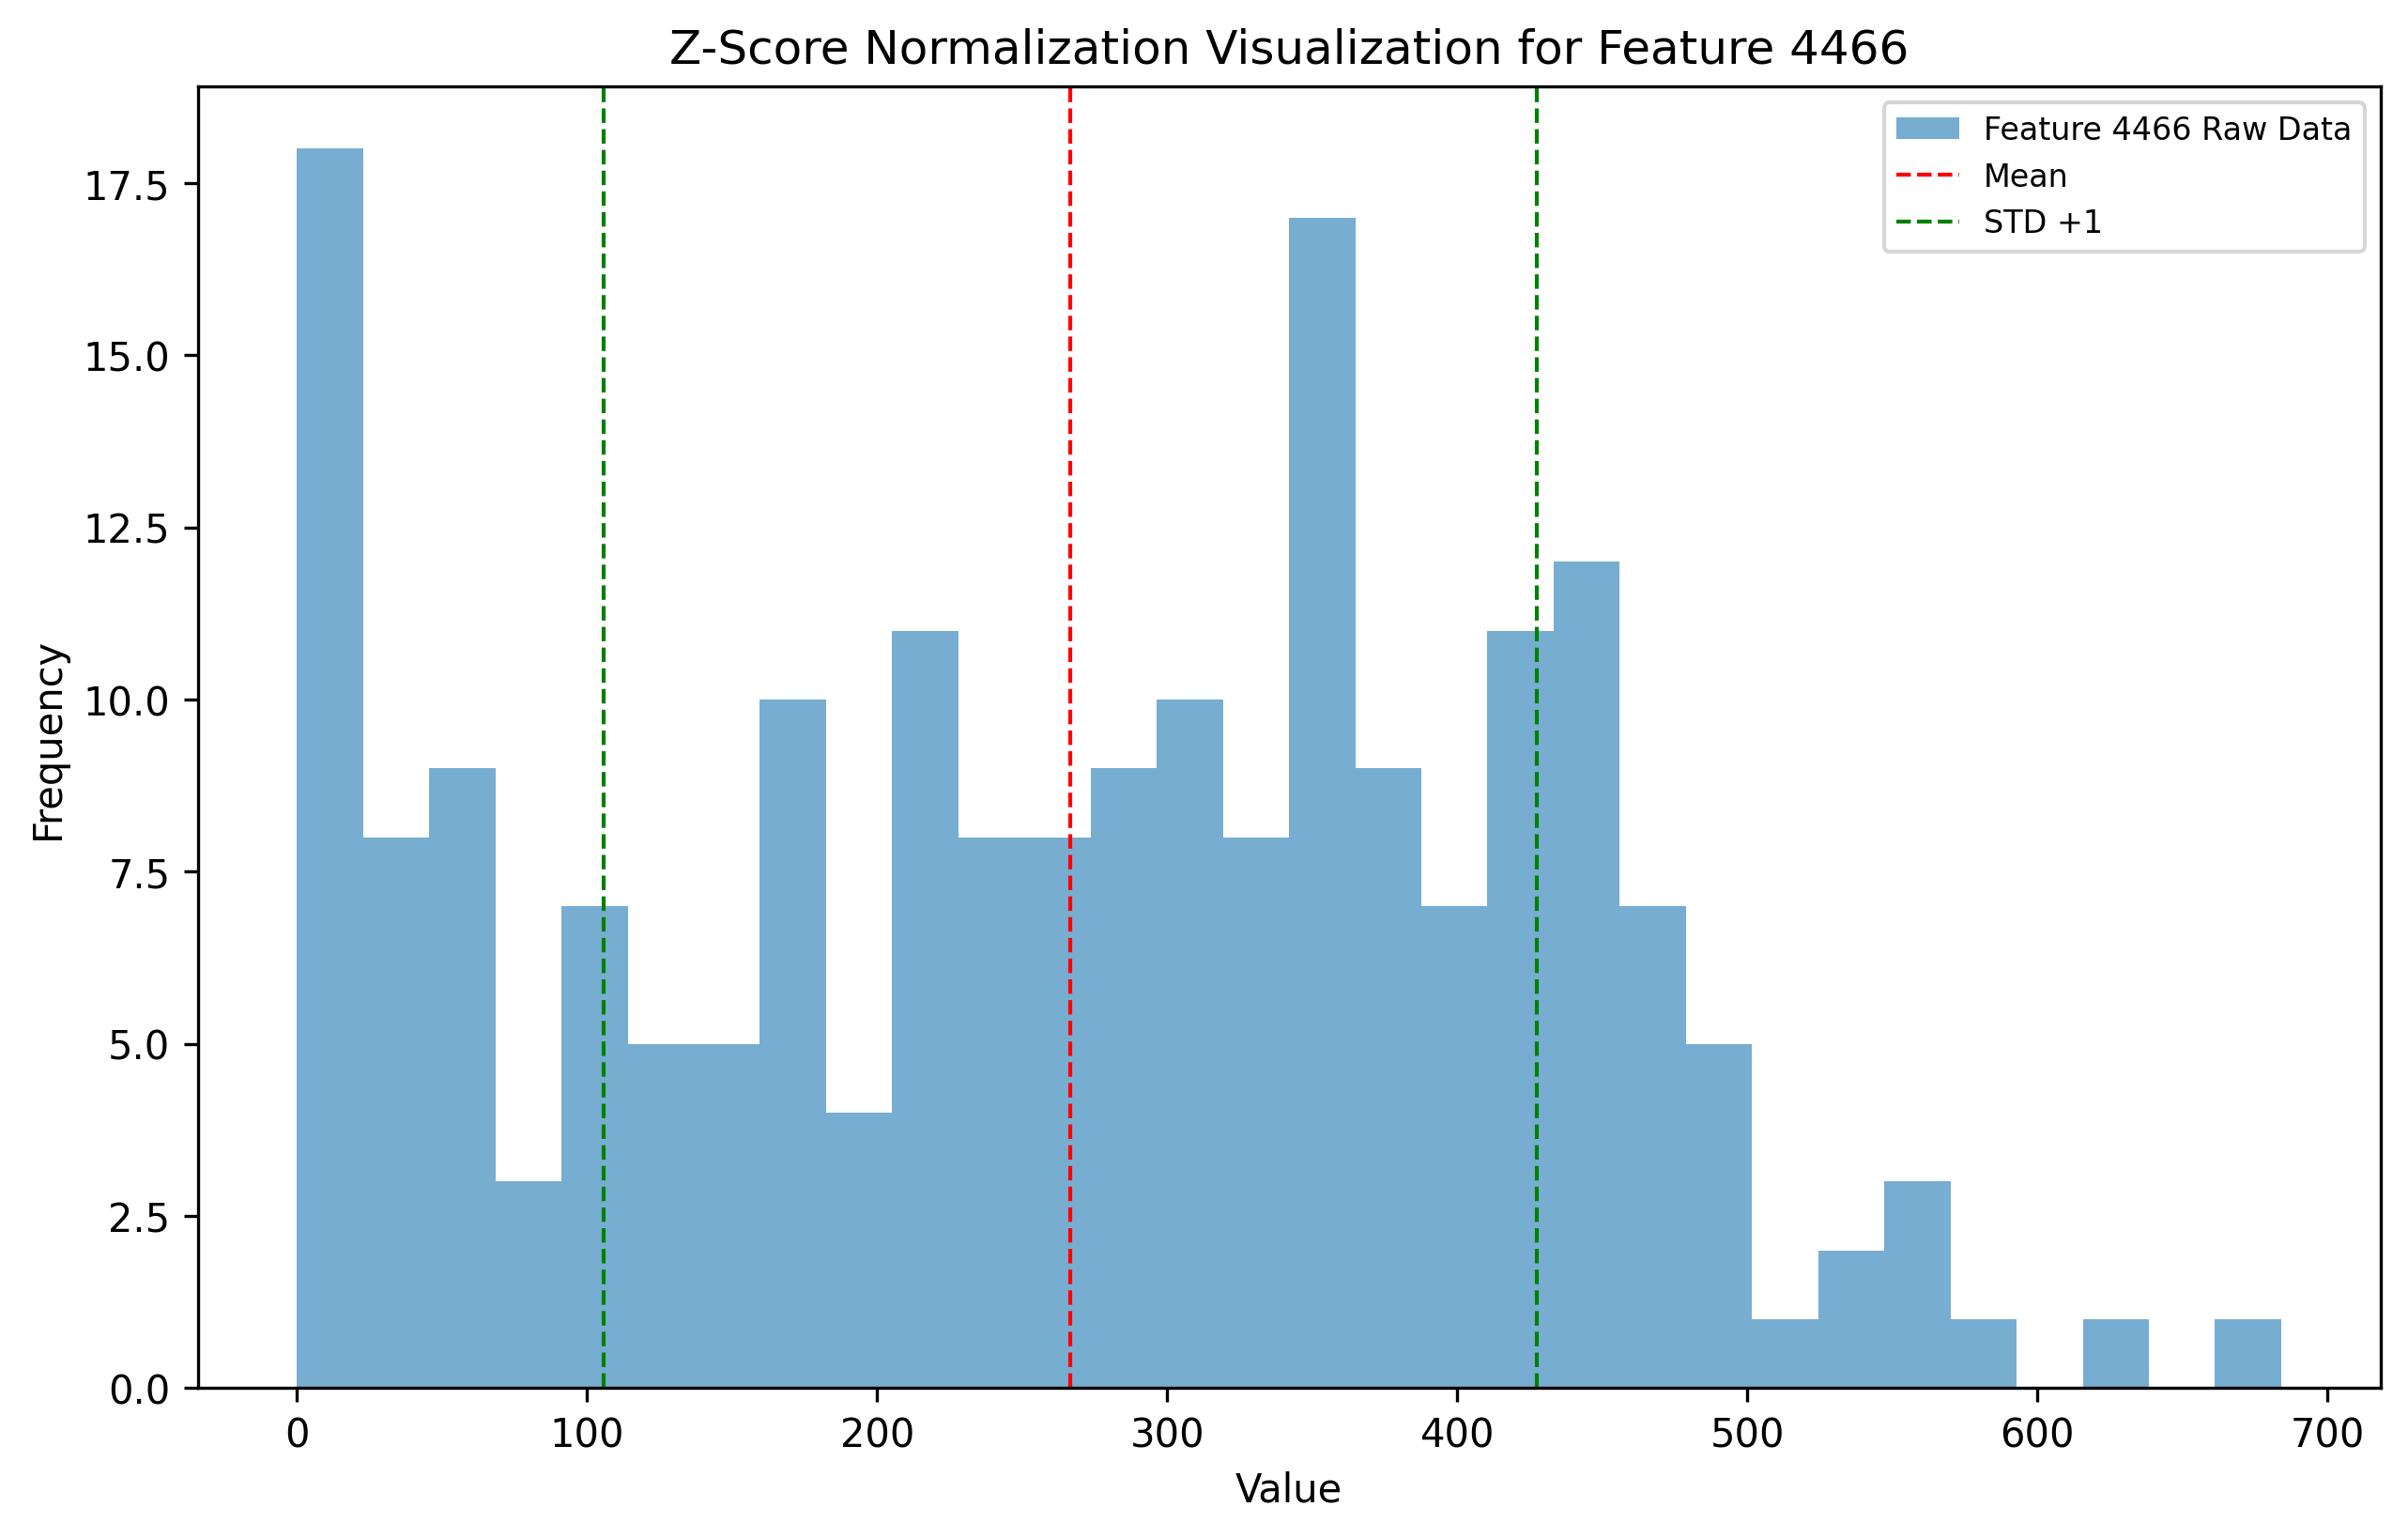 Z-Score Normalization Visualization for Feature 4466
Feature 4466 Raw Data
Mean
STD +1
Frequency
17.5
15.0
12.5
10.0
7.5
5.0
2.5
0.0
0 100 200 300 400 500 600 700
Value